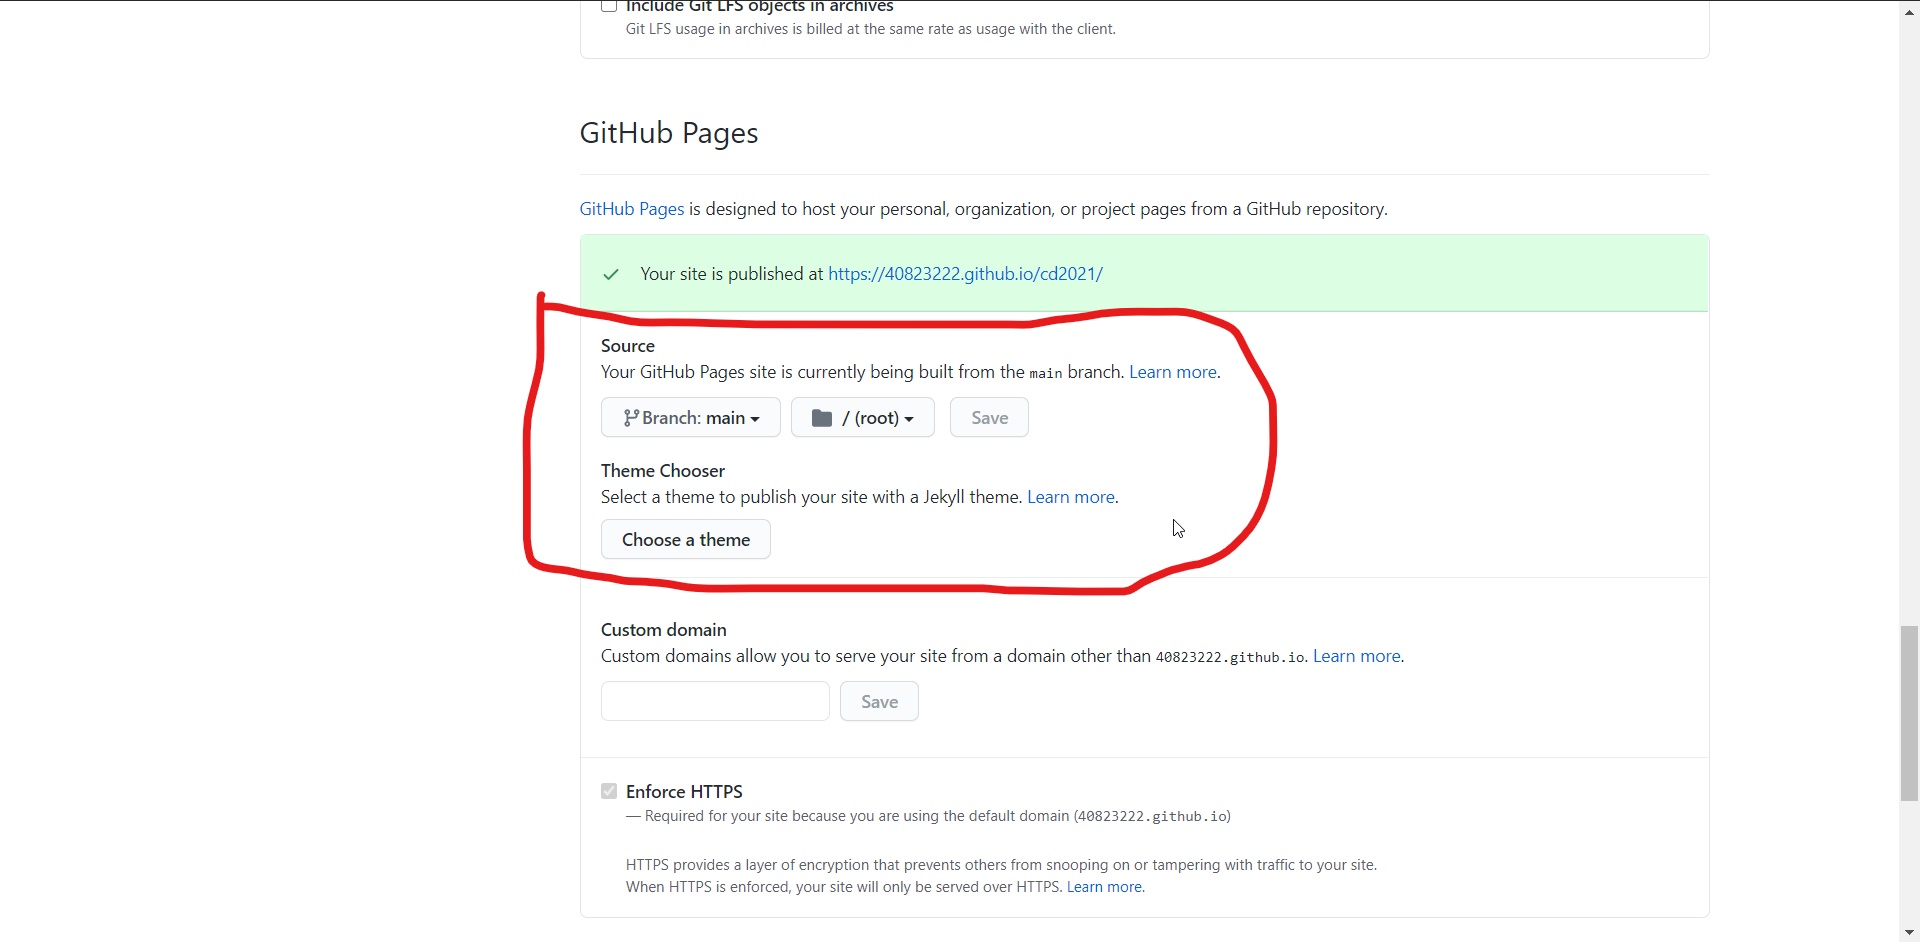 Include Git LFS objects in archives
Git LFS usage in archives is billed at the same rate as usage with the client.
GitHub Pages
GitHub Pages is designed to host your personal, organization, or project pages from a GitHub repository.
Your site is published at https://40823222.github.io/cd2021/
Source
Your GitHub Pages site is currently being built from the main branch. Learn more.
Branch: main / (root) Save
Theme Chooser
Select a theme to publish your site with a Jekyll theme. Learn more.
Choose a theme
Custom domain
Custom domains allow you to serve your site from a domain other than 40823222.github.io. Learn more.
Save
Enforce HTTPS
— Required for your site because you are using the default domain (40823222.github.io)
HTTPS provides a layer of encryption that prevents others from snooping on or tampering with traffic to your site.
When HTTPS is enforced, your site will only be served over HTTPS. Learn more.